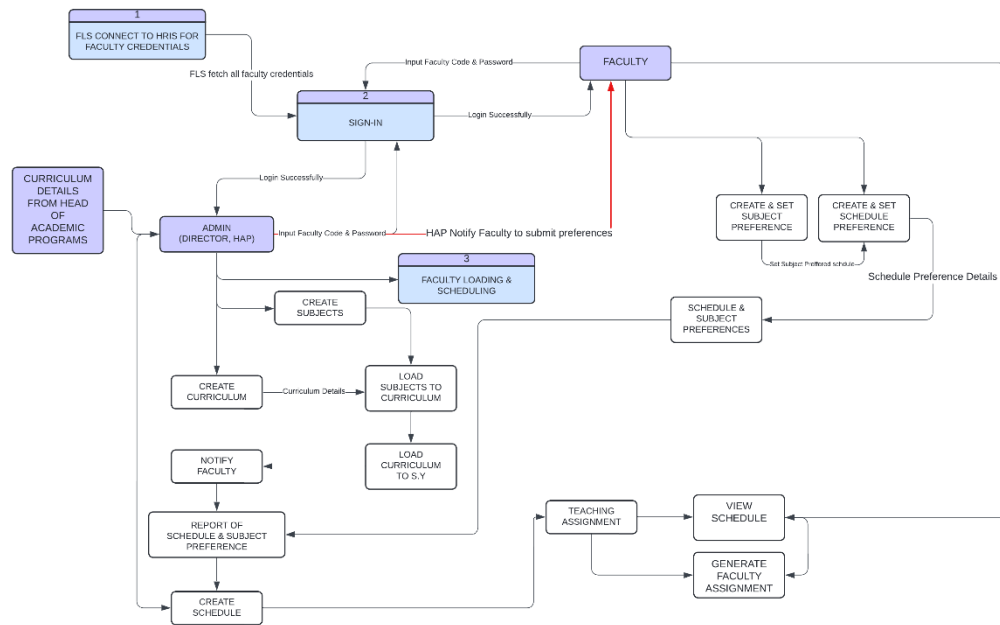 1
FLS CONNECT TO HRIS FOR
FACULTY CREDENTIALS
FLS fetch all faculty credentials
Input Faculty Code & Password
FACULTY
2
SIGN-IN
Login Successfully
Login Successfully
CURRICULUM
DETAILS
FROM HEAD
OF
ACADEMIC
PROGRAMS
ADMIN
(DIRECTOR, HAP)
Input Faculty Code & Password
HAP Notify Faculty to submit preferences
CREATE & SET
SUBJECT
PREFERENCE
CREATE & SET
SCHEDULE
PREFERENCE
Set Subject Preffered schdule
Schedule Preference Details
3
FACULTY LOADING &
SCHEDULING
CREATE
SUBJECTS
SCHEDULE &
SUBJECT
PREFERENCES
CREATE
CURRICULUM
Curriculum Details
LOAD
SUBJECTS TO
CURRICULUM
LOAD
CURRICULUM
TO S.Y
NOTIFY
FACULTY
REPORT OF
SCHEDULE & SUBJECT
PREFERENCE
CREATE
SCHEDULE
TEACHING
ASSIGNMENT
VIEW
SCHEDULE
GENERATE
FACULTY
ASSIGNMENT